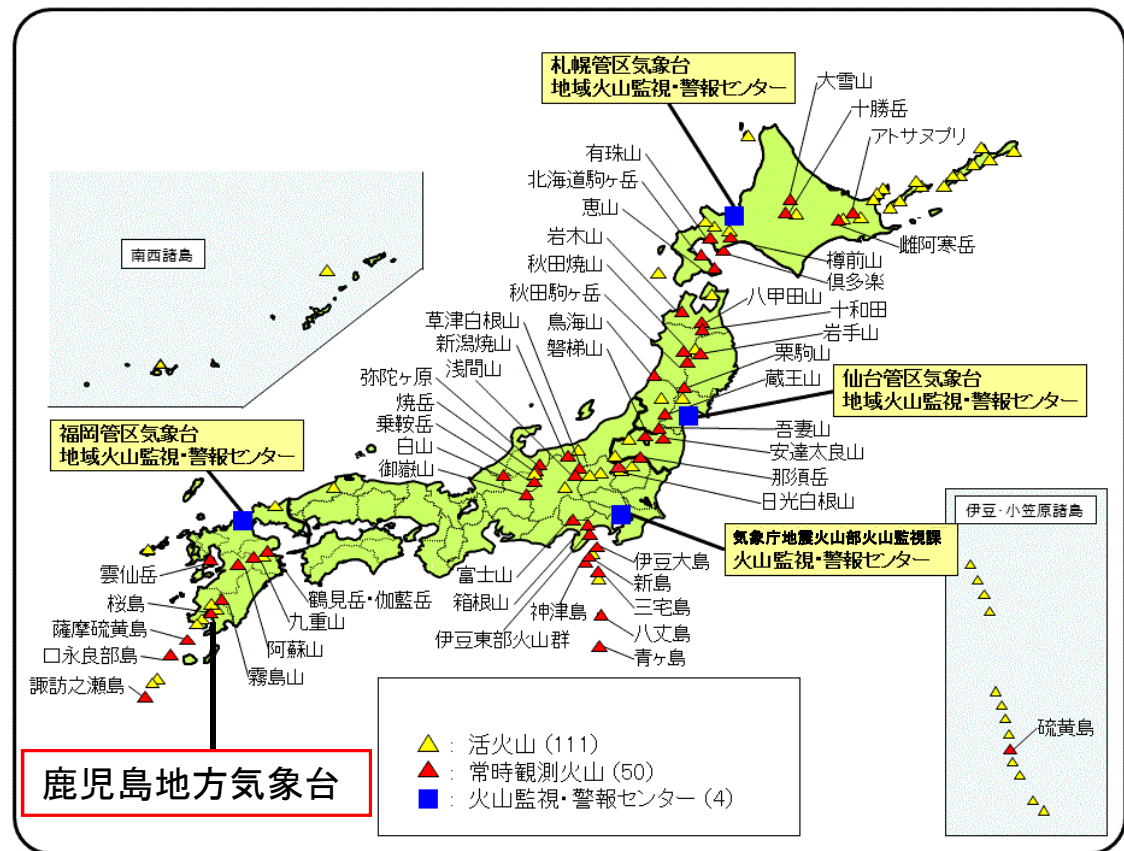 札幌管区気象台
地域火山監視・警報センター
大雪山
十勝岳
アトサヌプリ
有珠山
北海道駒ヶ岳
恵山
岩木山
秋田焼山
秋田駒ヶ岳
鳥海山
磐梯山
草津白根山
新潟焼山
浅間山
弥陀ヶ原
焼岳
乗鞍岳
白山
御嶽山
雌阿寒岳
樽前山
倶多楽
八甲田山
十和田
岩手山
栗駒山
蔵王山
仙台管区気象台
地域火山監視・警報センター
吾妻山
安達太良山
那須岳
日光白根山
南西諸島
福岡管区気象台
地域火山監視・警報センター
気象庁地震火山部火山監視課
火山監視・警報センター
伊豆・小笠原諸島
硫黄島
富士山
箱根山
伊豆東部火山群
神津島
伊豆大島
新島
三宅島
八丈島
青ヶ島
雲仙岳
桜島
薩摩硫黄島
口永良部島
諏訪之瀬島
鶴見岳・伽藍岳
九重山
阿蘇山
霧島山
鹿児島地方気象台
: 活火山 (111)
: 常時観測火山 (50)
: 火山監視・警報センター (4)